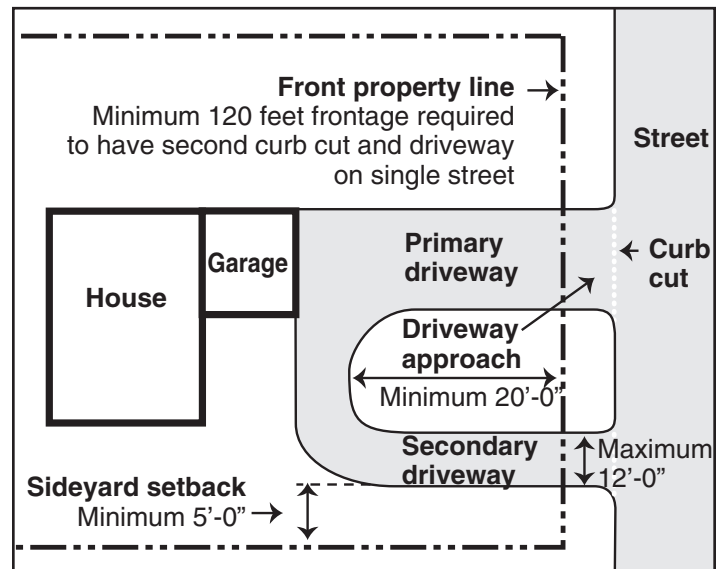 Front property line
Minimum 120 feet frontage required
to have second curb cut and driveway
on single street
Street
Primary
driveway
Curb
cut
Garage
House
Driveway
approach
Minimum 20'-0”
Secondary
driveway
Maximum
12'-0”
Sideyard setback
Minimum 5'-0”